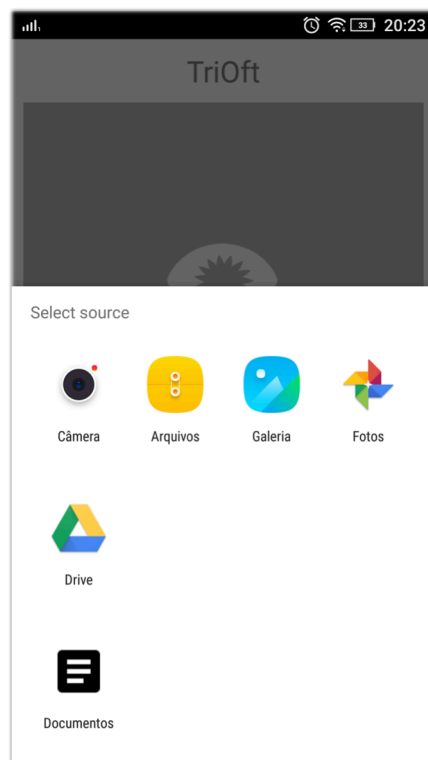 33 20:23
TriOft
Select source
Câmera Arquivos Galeria Fotos
Drive
Documentos